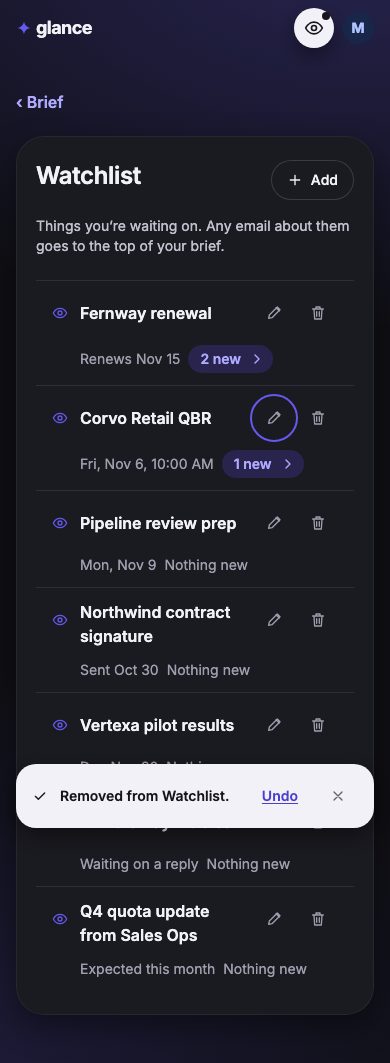 glance
M
‹ Brief
Watchlist
+ Add
Things you’re waiting on. Any email about them
goes to the top of your brief.
Fernway renewal
Renews Nov 15 2 new
Corvo Retail QBR
Fri, Nov 6, 10:00 AM 1 new
Pipeline review prep
Mon, Nov 9 Nothing new
Northwind contract
signature
Sent Oct 30 Nothing new
Vertexa pilot results
Removed from Watchlist. Undo
Waiting on a reply Nothing new
Q4 quota update
from Sales Ops
Expected this month Nothing new